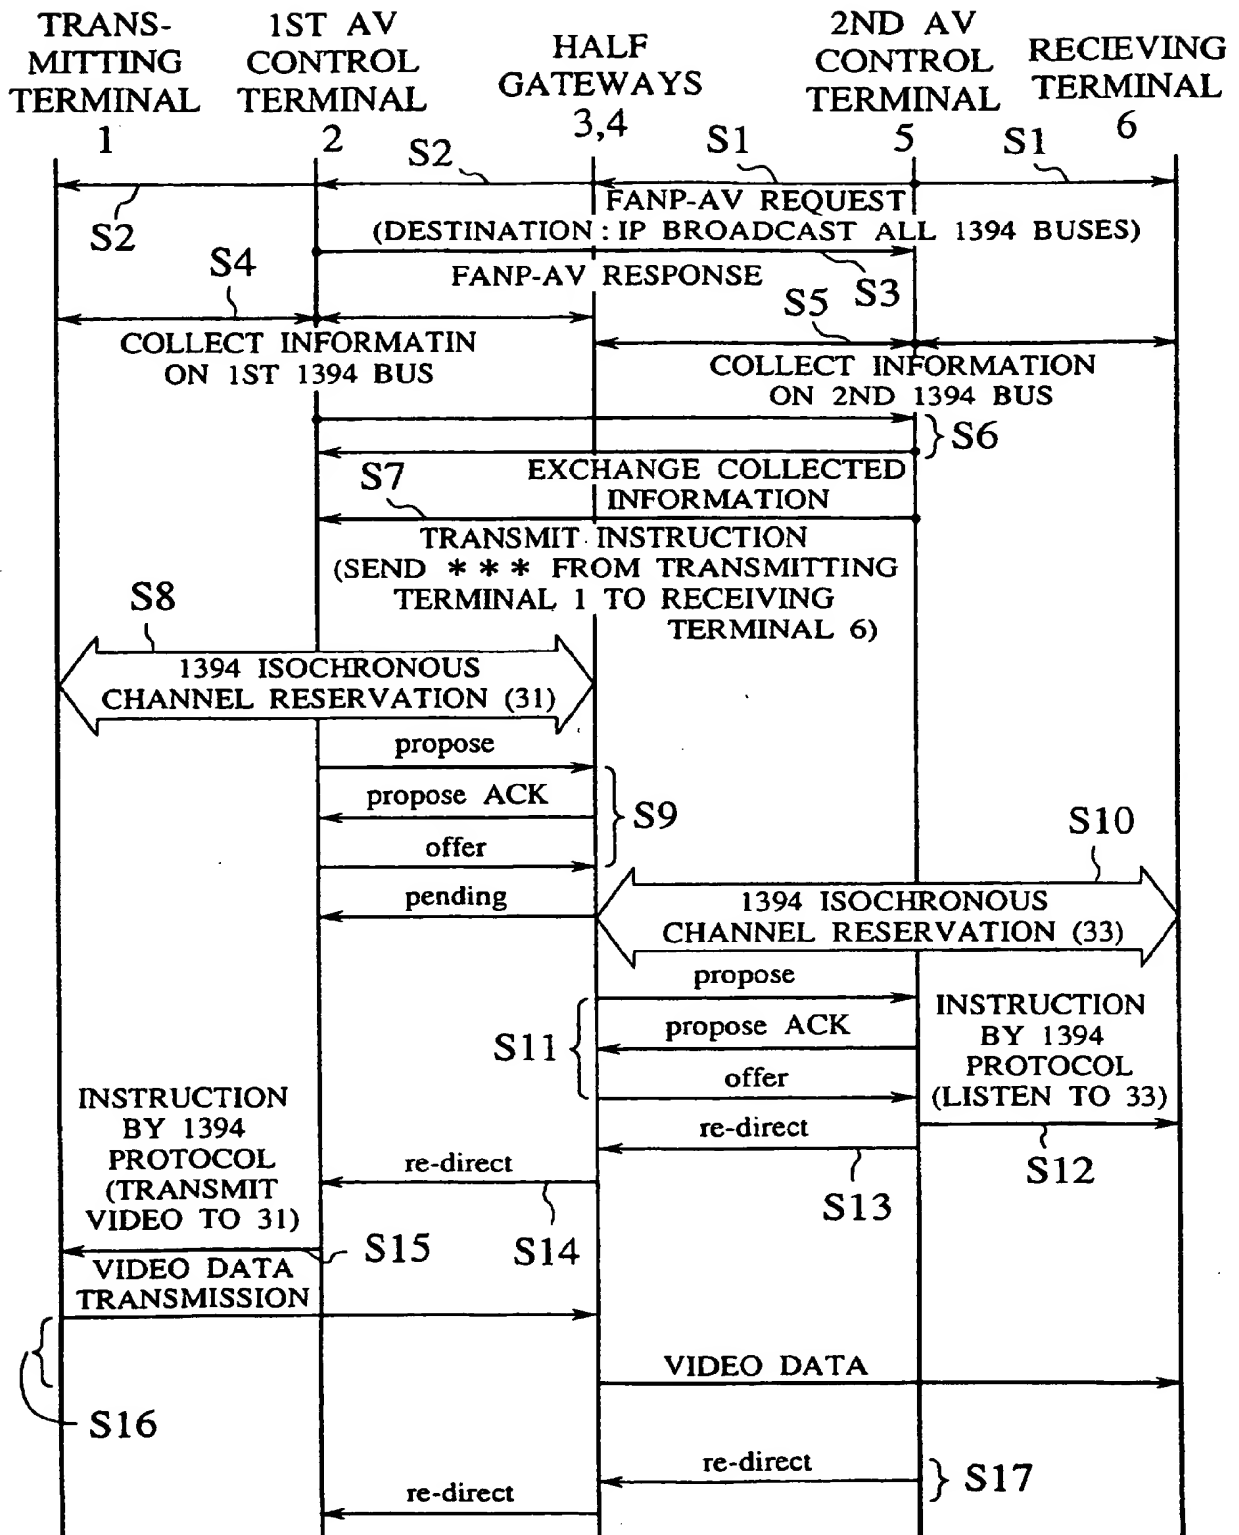 TRANS-
MITTING
TERMINAL
1
1ST AV
CONTROL
TERMINAL
2
HALF
GATEWAYS
3,4
2ND AV
CONTROL
TERMINAL
5
RECIEVING
TERMINAL
6
S2
S1
S1
S2
FANP-AV REQUEST
(DESTINATION : IP BROADCAST ALL 1394 BUSES)
S4
FANP-AV RESPONSE
S3
S5
COLLECT INFORMATIN
ON 1ST 1394 BUS
COLLECT INFORMATION
ON 2ND 1394 BUS
S6
EXCHANGE COLLECTED
INFORMATION
S7
TRANSMIT INSTRUCTION
(SEND *** FROM TRANSMITTING
TERMINAL 1 TO RECEIVING
TERMINAL 6)
S8
1394 ISOCHRONOUS
CHANNEL RESERVATION (31)
propose
propose ACK
S9
offer
pending
S10
1394 ISOCHRONOUS
CHANNEL RESERVATION (33)
propose
propose ACK
S11
offer
INSTRUCTION
BY 1394
PROTOCOL
(LISTEN TO 33)
S12
re-direct
S13
re-direct
S14
INSTRUCTION
BY 1394
PROTOCOL
(TRANSMIT
VIDEO TO 31)
S15
VIDEO DATA
TRANSMISSION
VIDEO DATA
S16
re-direct
S17
re-direct